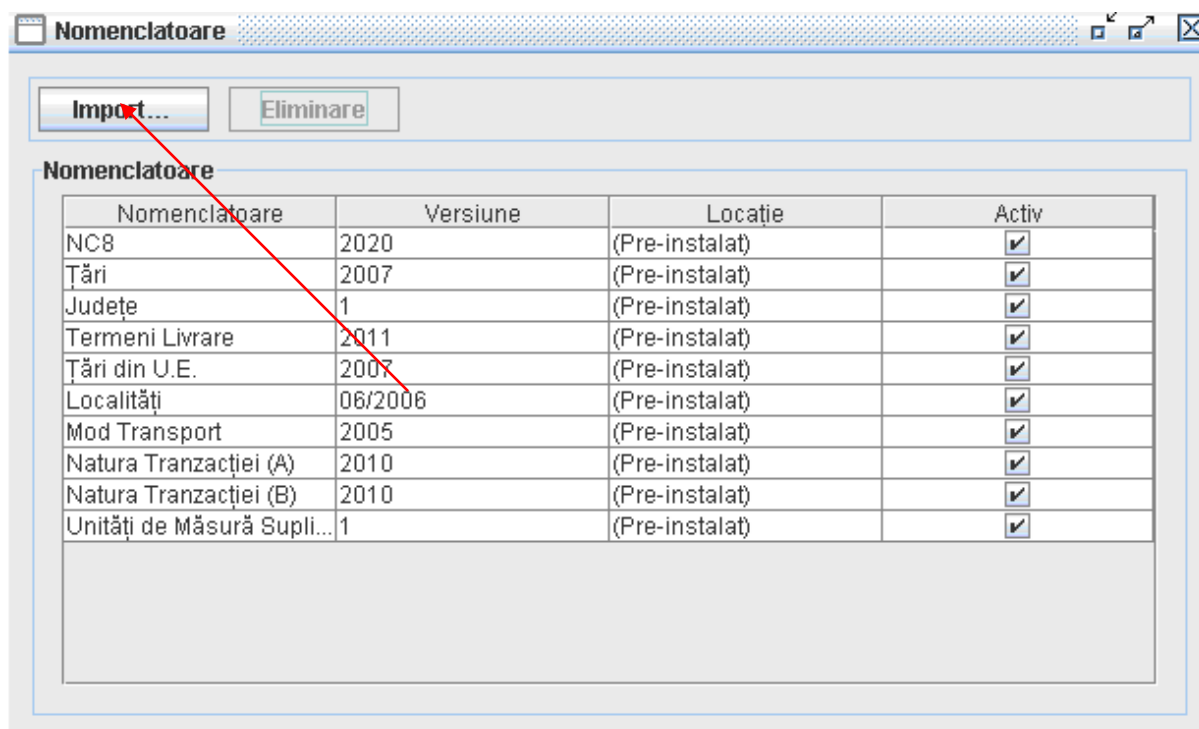 Nomenclatoare
Import... Eliminare
Nomenclatoare
Nomenclatoare Versiune Locație Activ
NC8 2020 (Pre-instalat)
Țări 2007 (Pre-instalat)
Județe 1 (Pre-instalat)
Termeni Livrare 2011 (Pre-instalat)
Țări din U.E. 2007 (Pre-instalat)
Localități 06/2006 (Pre-instalat)
Mod Transport 2005 (Pre-instalat)
Natura Tranzacției (A) 2010 (Pre-instalat)
Natura Tranzacției (B) 2010 (Pre-instalat)
Unități de Măsură Supli... 1 (Pre-instalat)